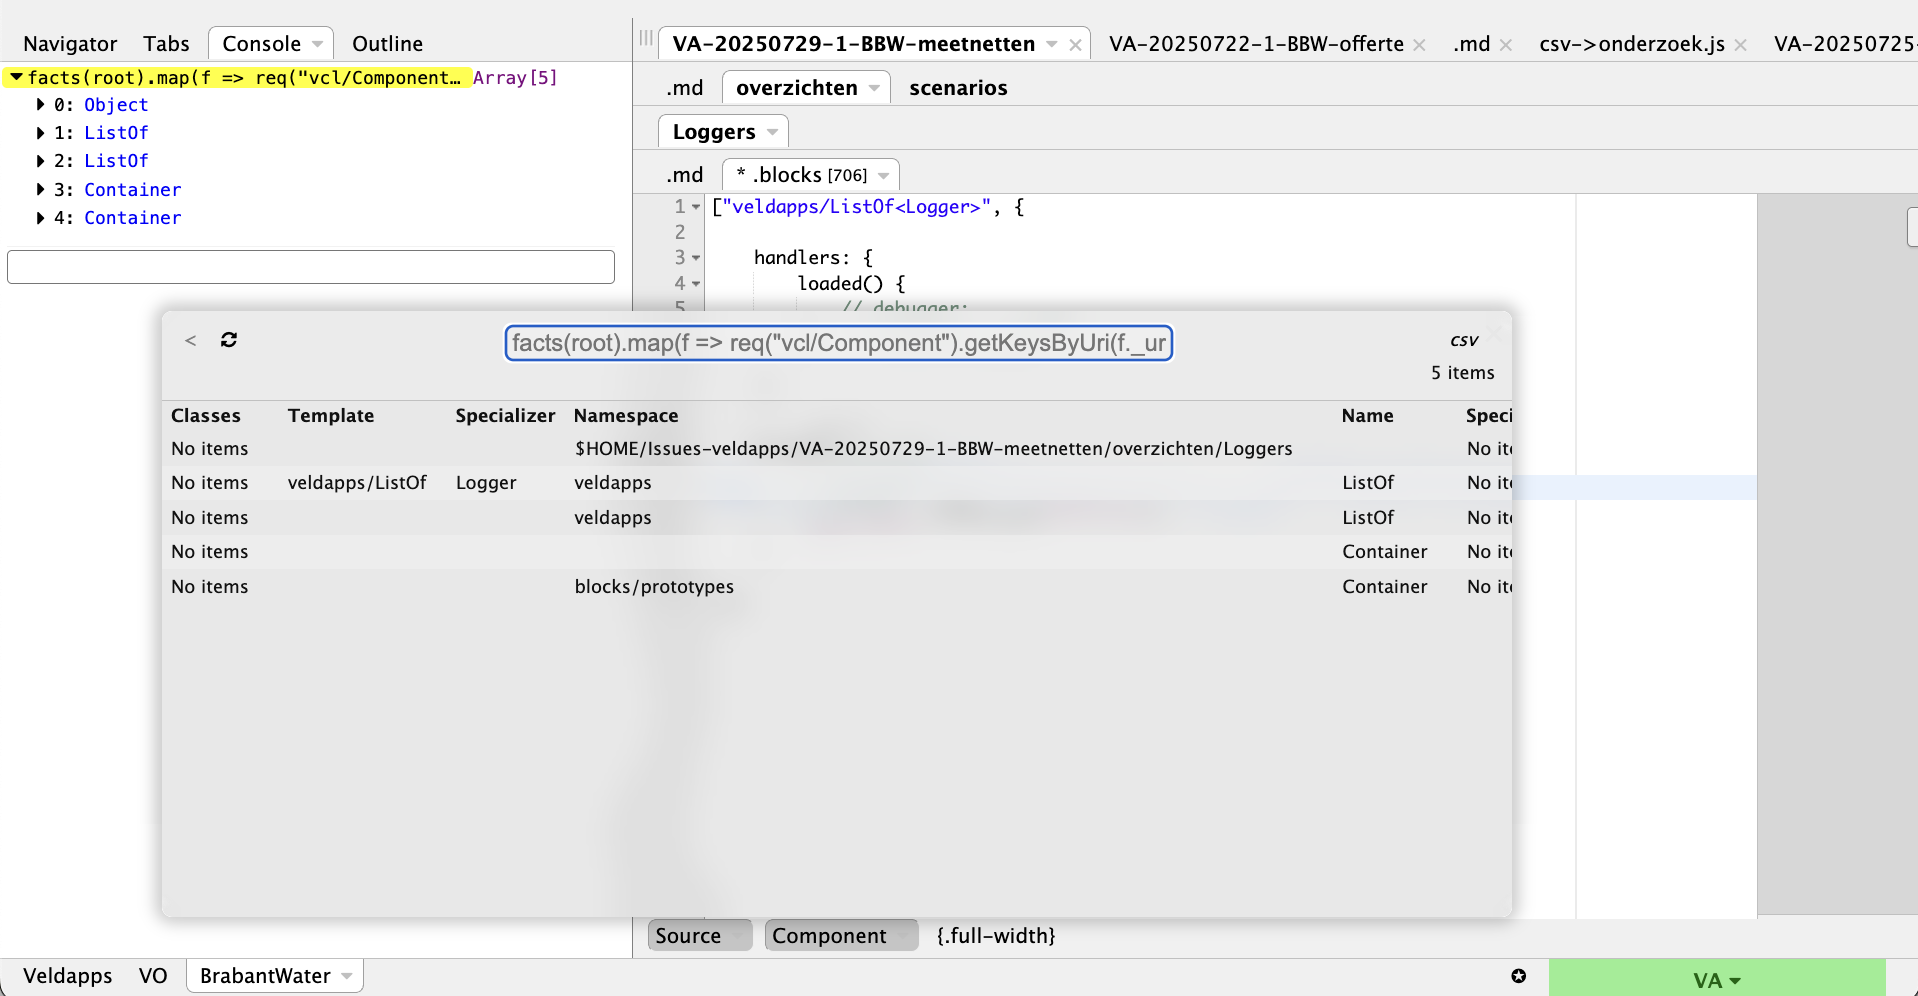 Navigator Tabs Console Outline
facts(root).map(f => req("vcl/Component… Array[5]
0: Object
1: ListOf
2: ListOf
3: Container
4: Container
VA-20250729-1-BBW-meetnetten VA-20250722-1-BBW-offerte .md csv->onderzoek.js VA-20250725-
.md overzichten scenarios
Loggers
.md * .blocks [706]
1 ["veldapps/ListOf<Logger>", {
2
3 handlers: {
4 loaded() {
5 // debugger;
< facts(root).map(f => req("vcl/Component").getKeysByUri(f._ur csv
5 items
Classes Template Specializer Namespace Name Speci
No items $HOME/Issues-veldapps/VA-20250729-1-BBW-meetnetten/overzichten/Loggers No ite
No items veldapps/ListOf Logger veldapps ListOf No ite
No items veldapps ListOf No ite
No items Container No ite
No items blocks/prototypes Container No ite
Source Component {.full-width}
Veldapps VO BrabantWater VA